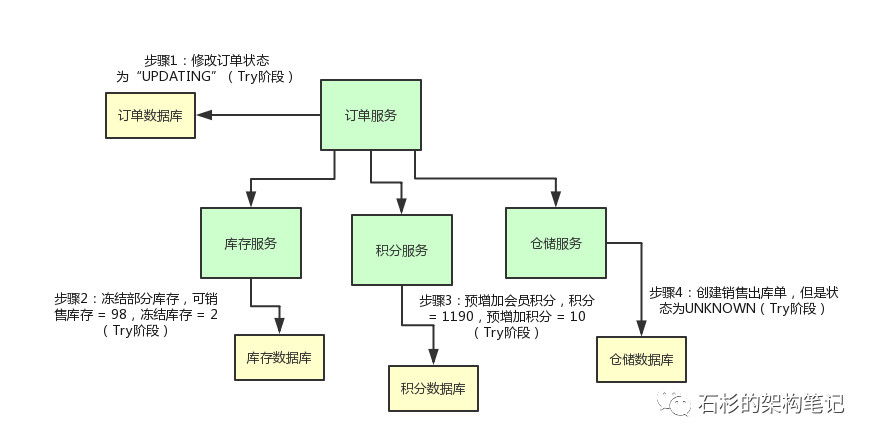 步骤1：修改订单状态
为“UPDATING”（Try阶段）
订单数据库
订单服务
库存服务
积分服务
仓储服务
步骤2：冻结部分库存，可销
售库存 = 98，冻结库存 = 2
（Try阶段）
步骤3：预增加会员积分，积分
= 1190，预增加积分 = 10
（Try阶段）
步骤4：创建销售出库单，但是状
态为UNKNOWN（Try阶段）
库存数据库
积分数据库
仓储数据库
石杉的架构笔记